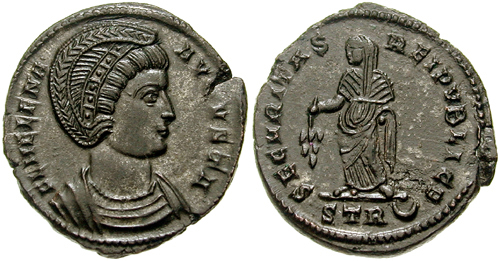 FL HELENA AVGVSTA
SECVRITAS REIPVBLICE
STR